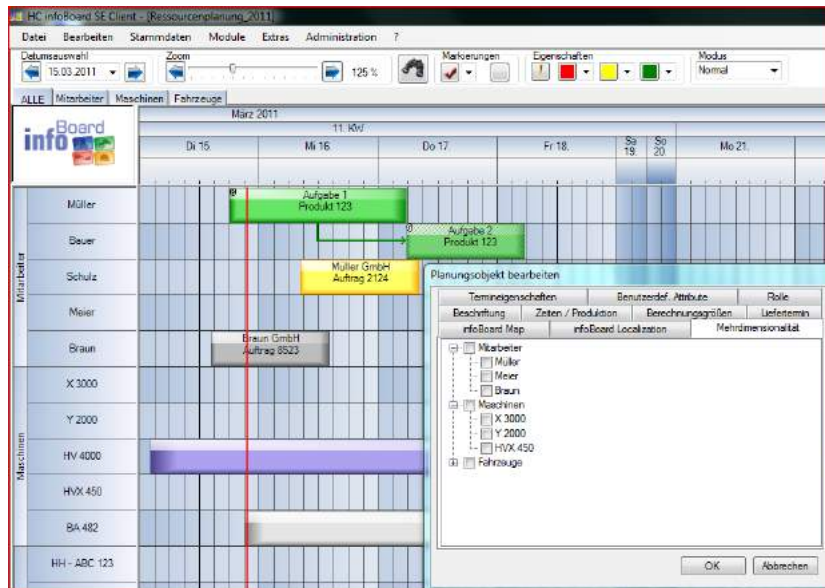 HC infoBoard SE Client - [Ressourcenplanung_2011]
Datei Bearbeiten Stammdaten Module Extras Administration ?
Datumsauswahl Zoom Markierungen Eigenschaften Modus
15.03.2011 125 % Normal
ALLE Mitarbeiter Maschinen Fahrzeuge
infoBoard
März 2011
11. KW
Di 15. Mi 16. Do 17. Fr 18. Sa 19. So 20. Mo 21.
Mitarbeiter
Müller
Aufgabe 1
Produkt 123
Bauer
Aufgabe 2
Produkt 123
Schulz
Müller GmbH
Auftrag 2124
Meier
Braun
Braun GmbH
Auftrag 8523
Maschinen
X 3000
Y 2000
HV 4000
HVX 450
BA 482
HH - ABC 123
Planungsobjekt bearbeiten
Termineigenschaften Benutzerdef. Attribute Rolle
Beschriftung Zeiten / Produktion Berechnungsgrößen Liefertermin
infoBoard Map infoBoard Localization Mehrdimensionalität
Mitarbeiter
Müller
Meier
Braun
Maschinen
X 3000
Y 2000
HVX 450
Fahrzeuge
OK Abbrechen